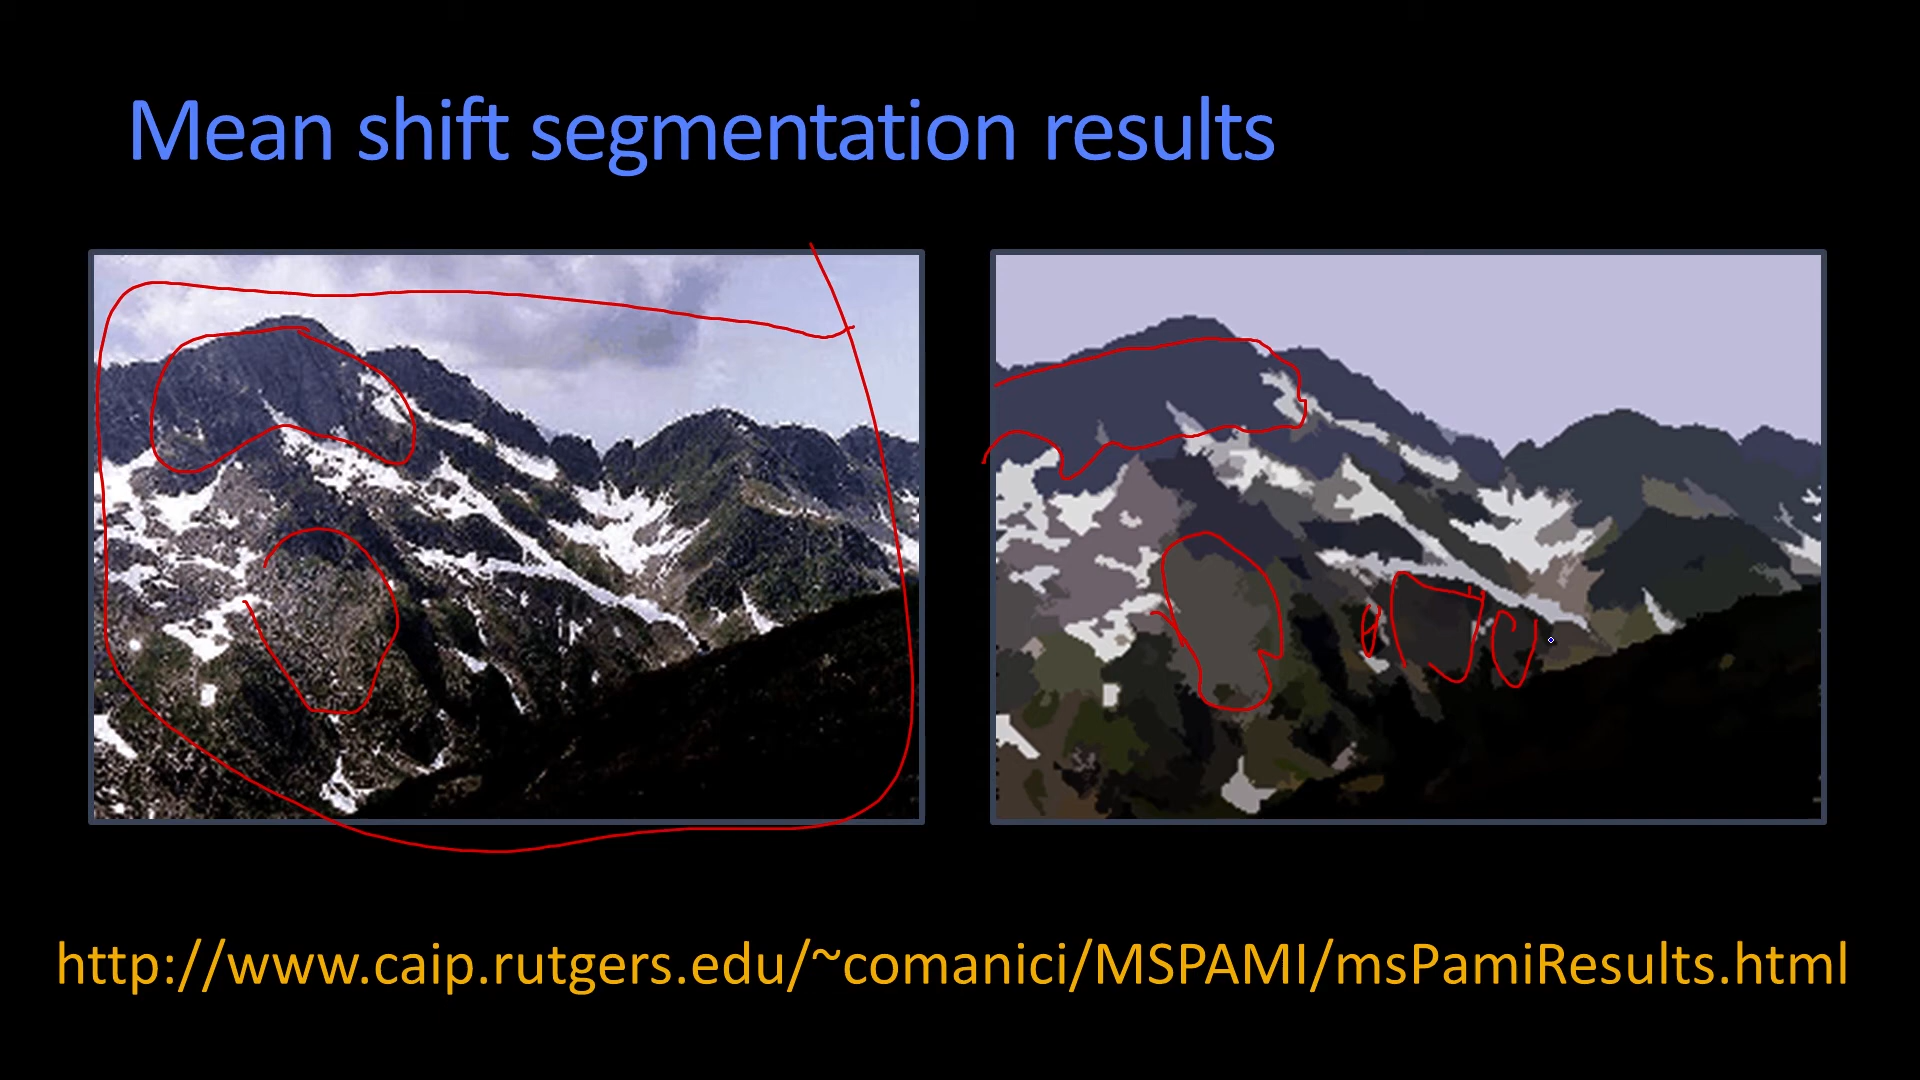 Mean shift segmentation results
http://www.caip.rutgers.edu/~comanici/MSPAMI/msPamiResults.html